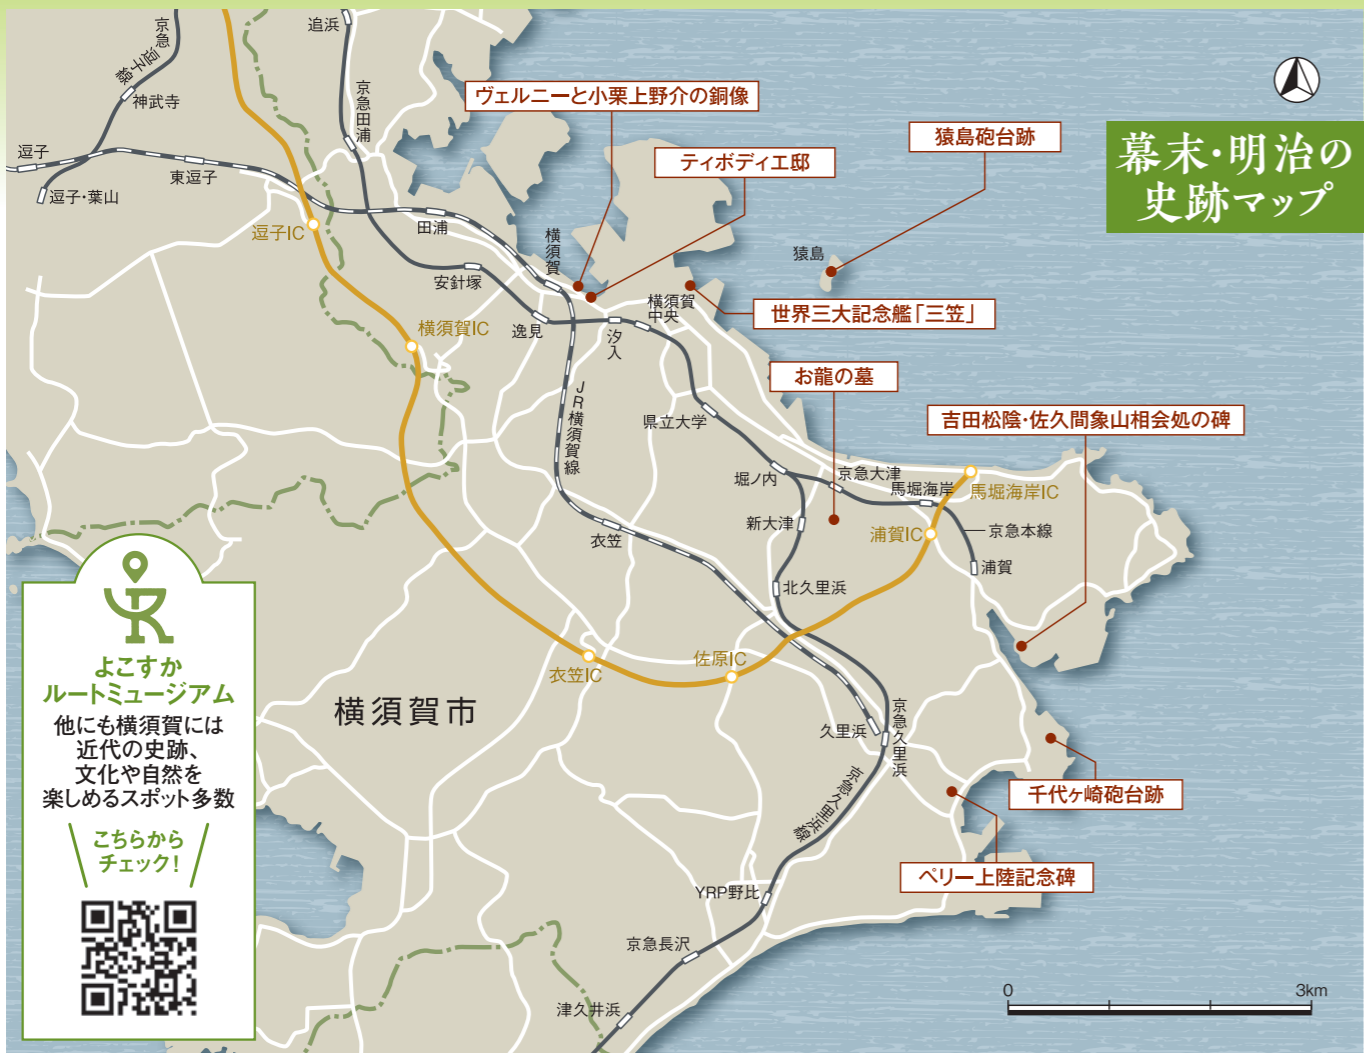 幕末・明治の
史跡マップ
追浜
京急
逗子線
神武寺
京急田浦
逗子
東逗子
逗子・葉山
逗子IC
田浦
安針塚
横須賀
逸見
汐入
横須賀
中央
横須賀IC
JR横須賀線
県立大学
堀ノ内
京急大津
馬堀海岸
馬堀海岸IC
新大津
浦賀IC
京急本線
浦賀
衣笠
北久里浜
衣笠IC
佐原IC
横須賀市
久里浜
京急久里浜
京急久里浜線
YRP野比
京急長沢
津久井浜
猿島
ヴェルニーと小栗上野介の銅像
ティボディエ邸
猿島砲台跡
世界三大記念艦「三笠」
お龍の墓
吉田松陰・佐久間象山相会処の碑
千代ヶ崎砲台跡
ペリー上陸記念碑
よこすか
ルートミュージアム
他にも横須賀には
近代の史跡、
文化や自然を
楽しめるスポット多数
こちらから
チェック!
0
3km